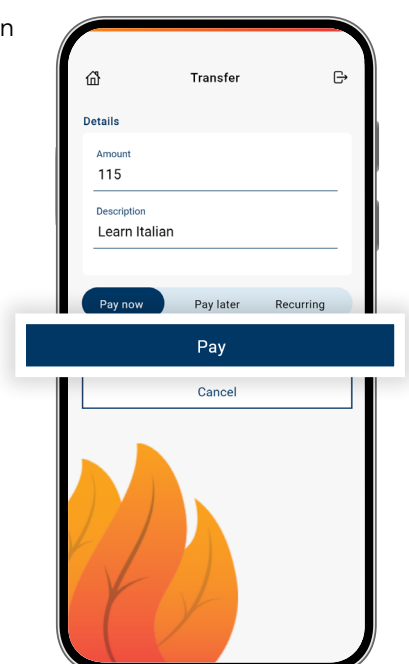 n
Transfer
Details
Amount
115
Description
Learn Italian
Pay now Pay later Recurring
Pay
Cancel